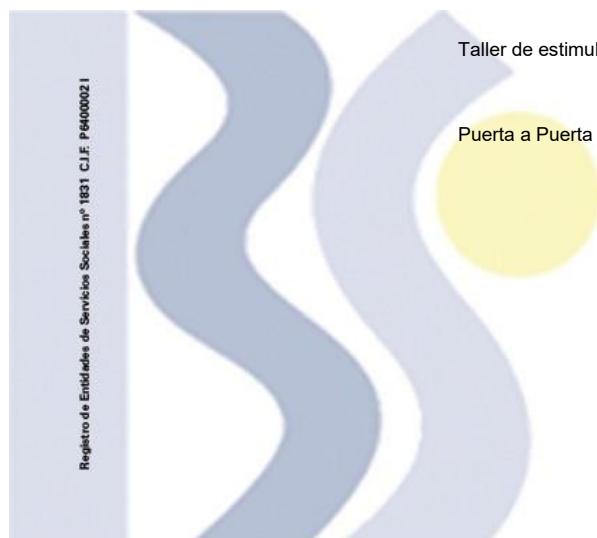 Taller de estimul
Puerta a Puerta
Registro de Entidades de Servicios Sociales nº 1831 C.I.F. P6400002 I